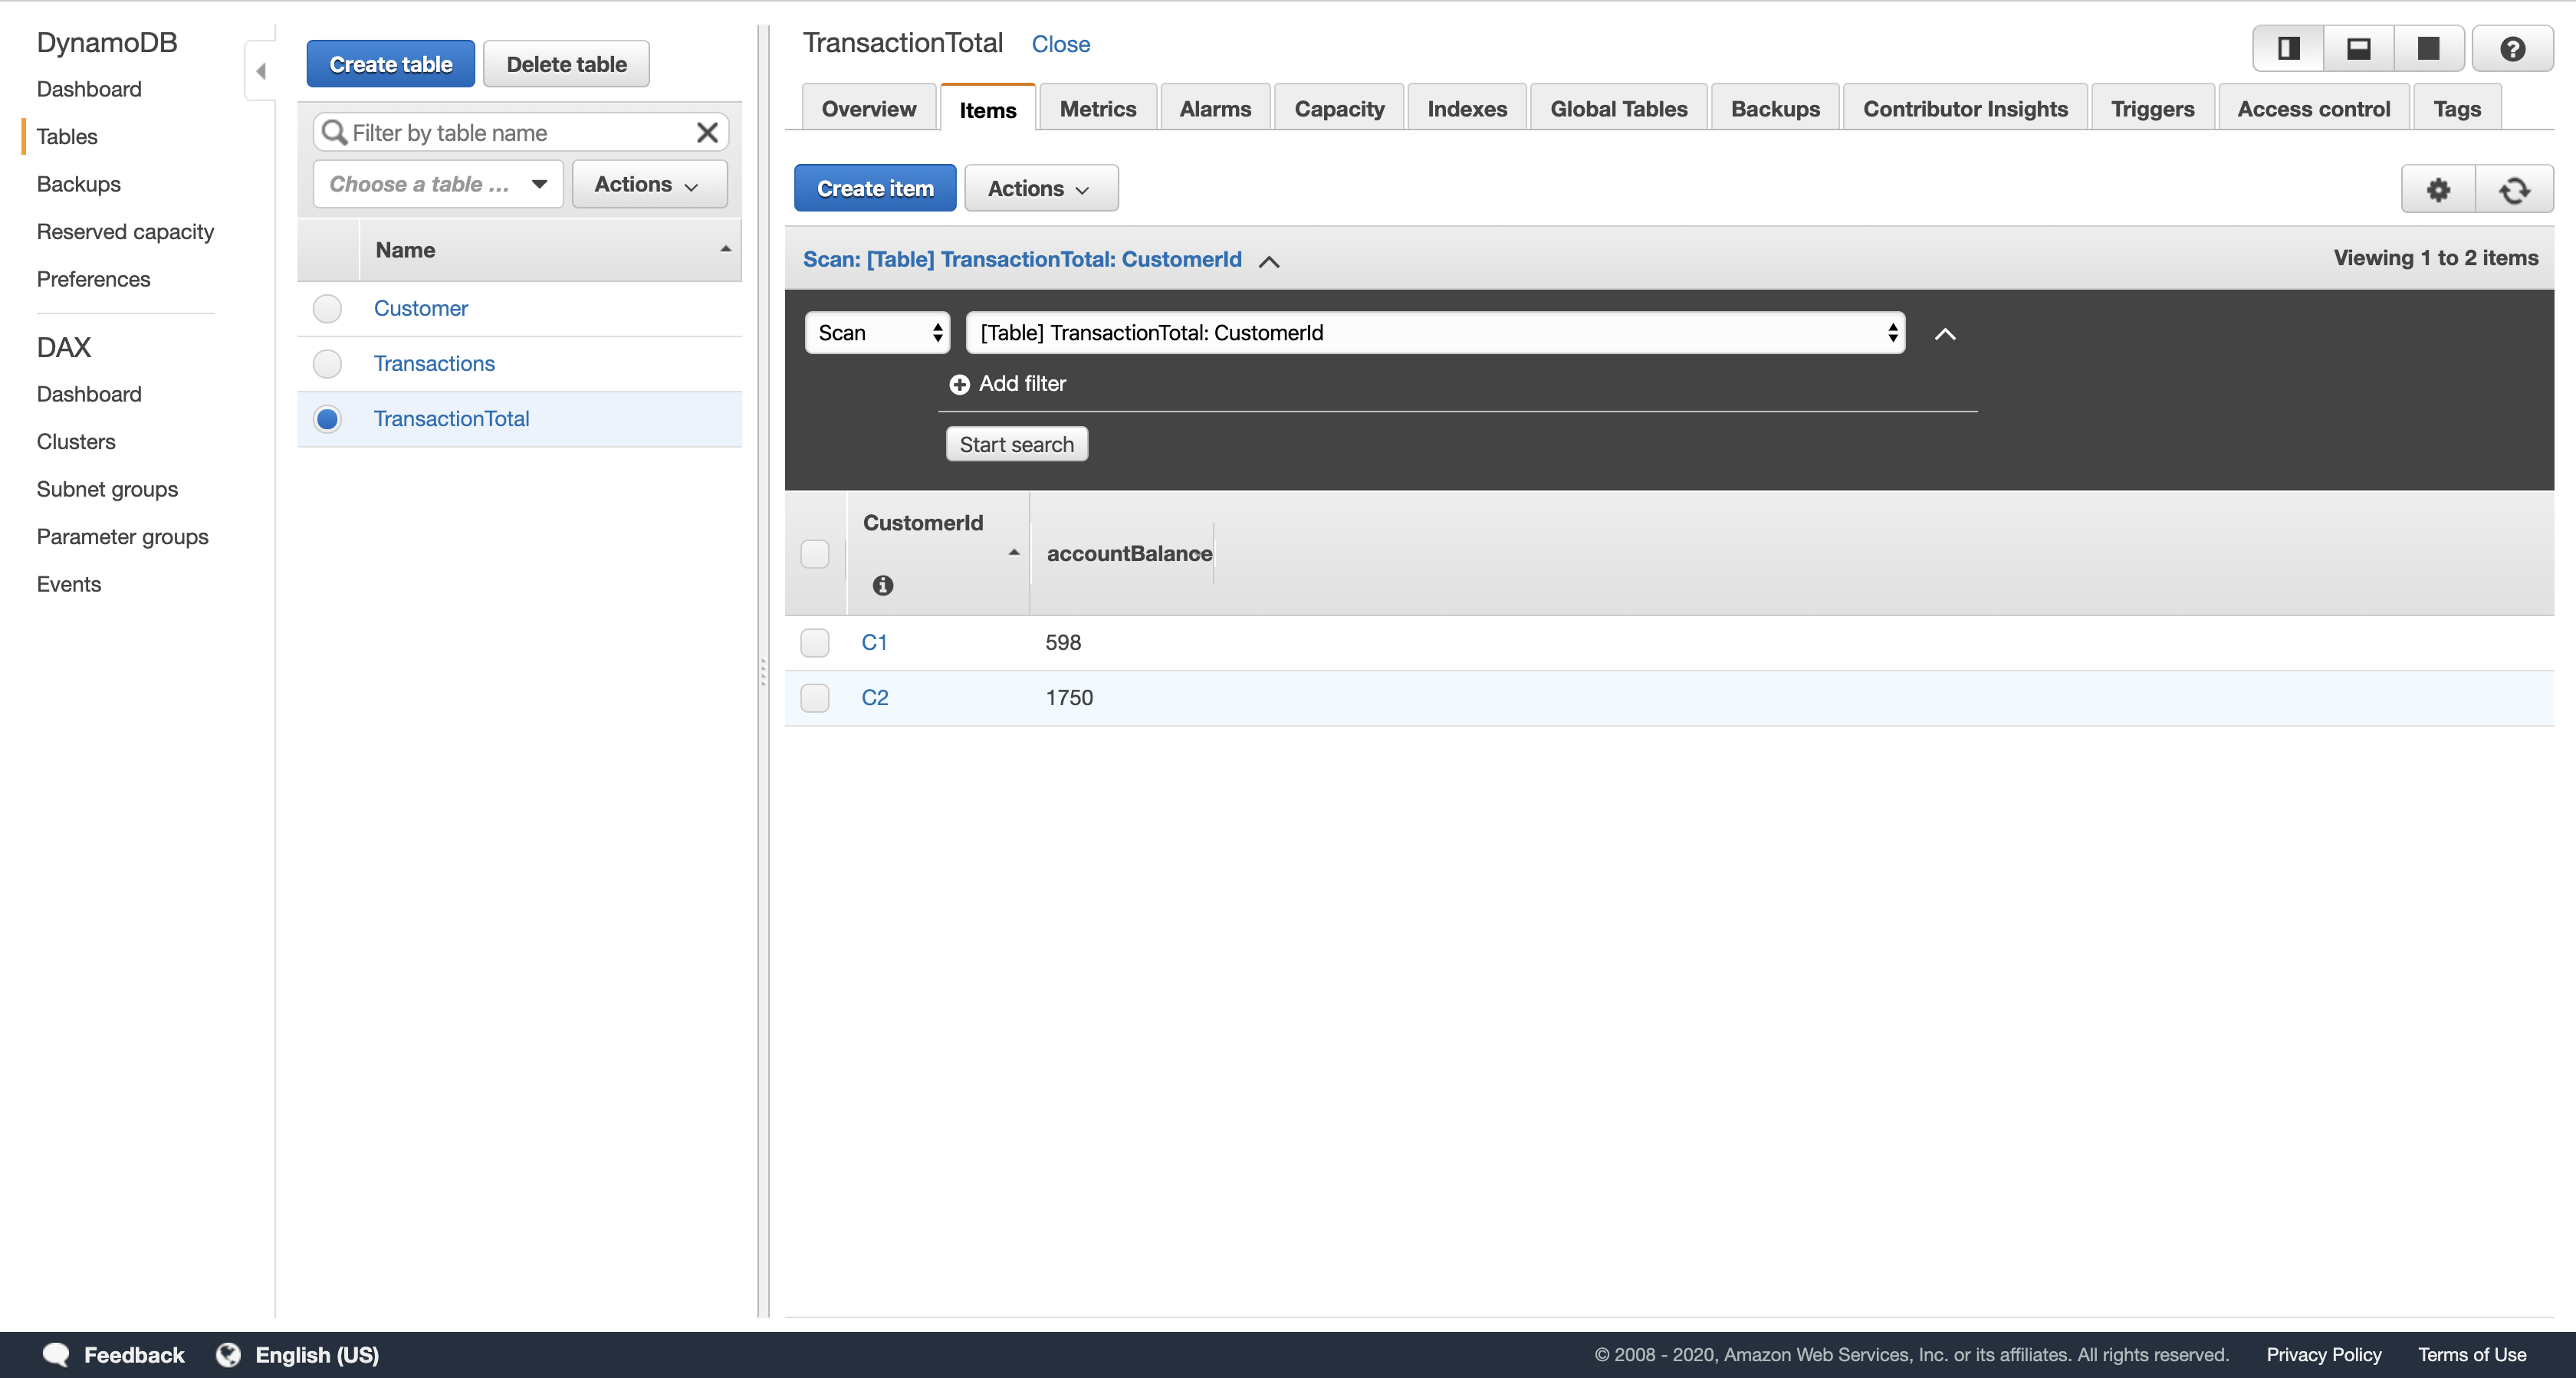 DynamoDB
Dashboard
Tables
Backups
Reserved capacity
Preferences
DAX
Dashboard
Clusters
Subnet groups
Parameter groups
Events
Create table
Delete table
Filter by table name
Choose a table ...
Actions
Name
Customer
Transactions
TransactionTotal
TransactionTotal Close
Overview Items Metrics Alarms Capacity Indexes Global Tables Backups Contributor Insights Triggers Access control Tags
Create item Actions
Scan: [Table] TransactionTotal: CustomerId
Viewing 1 to 2 items
Scan [Table] TransactionTotal: CustomerId
Add filter
Start search
CustomerId accountBalance
C1 598
C2 1750
Feedback English (US)
© 2008 - 2020, Amazon Web Services, Inc. or its affiliates. All rights reserved. Privacy Policy Terms of Use